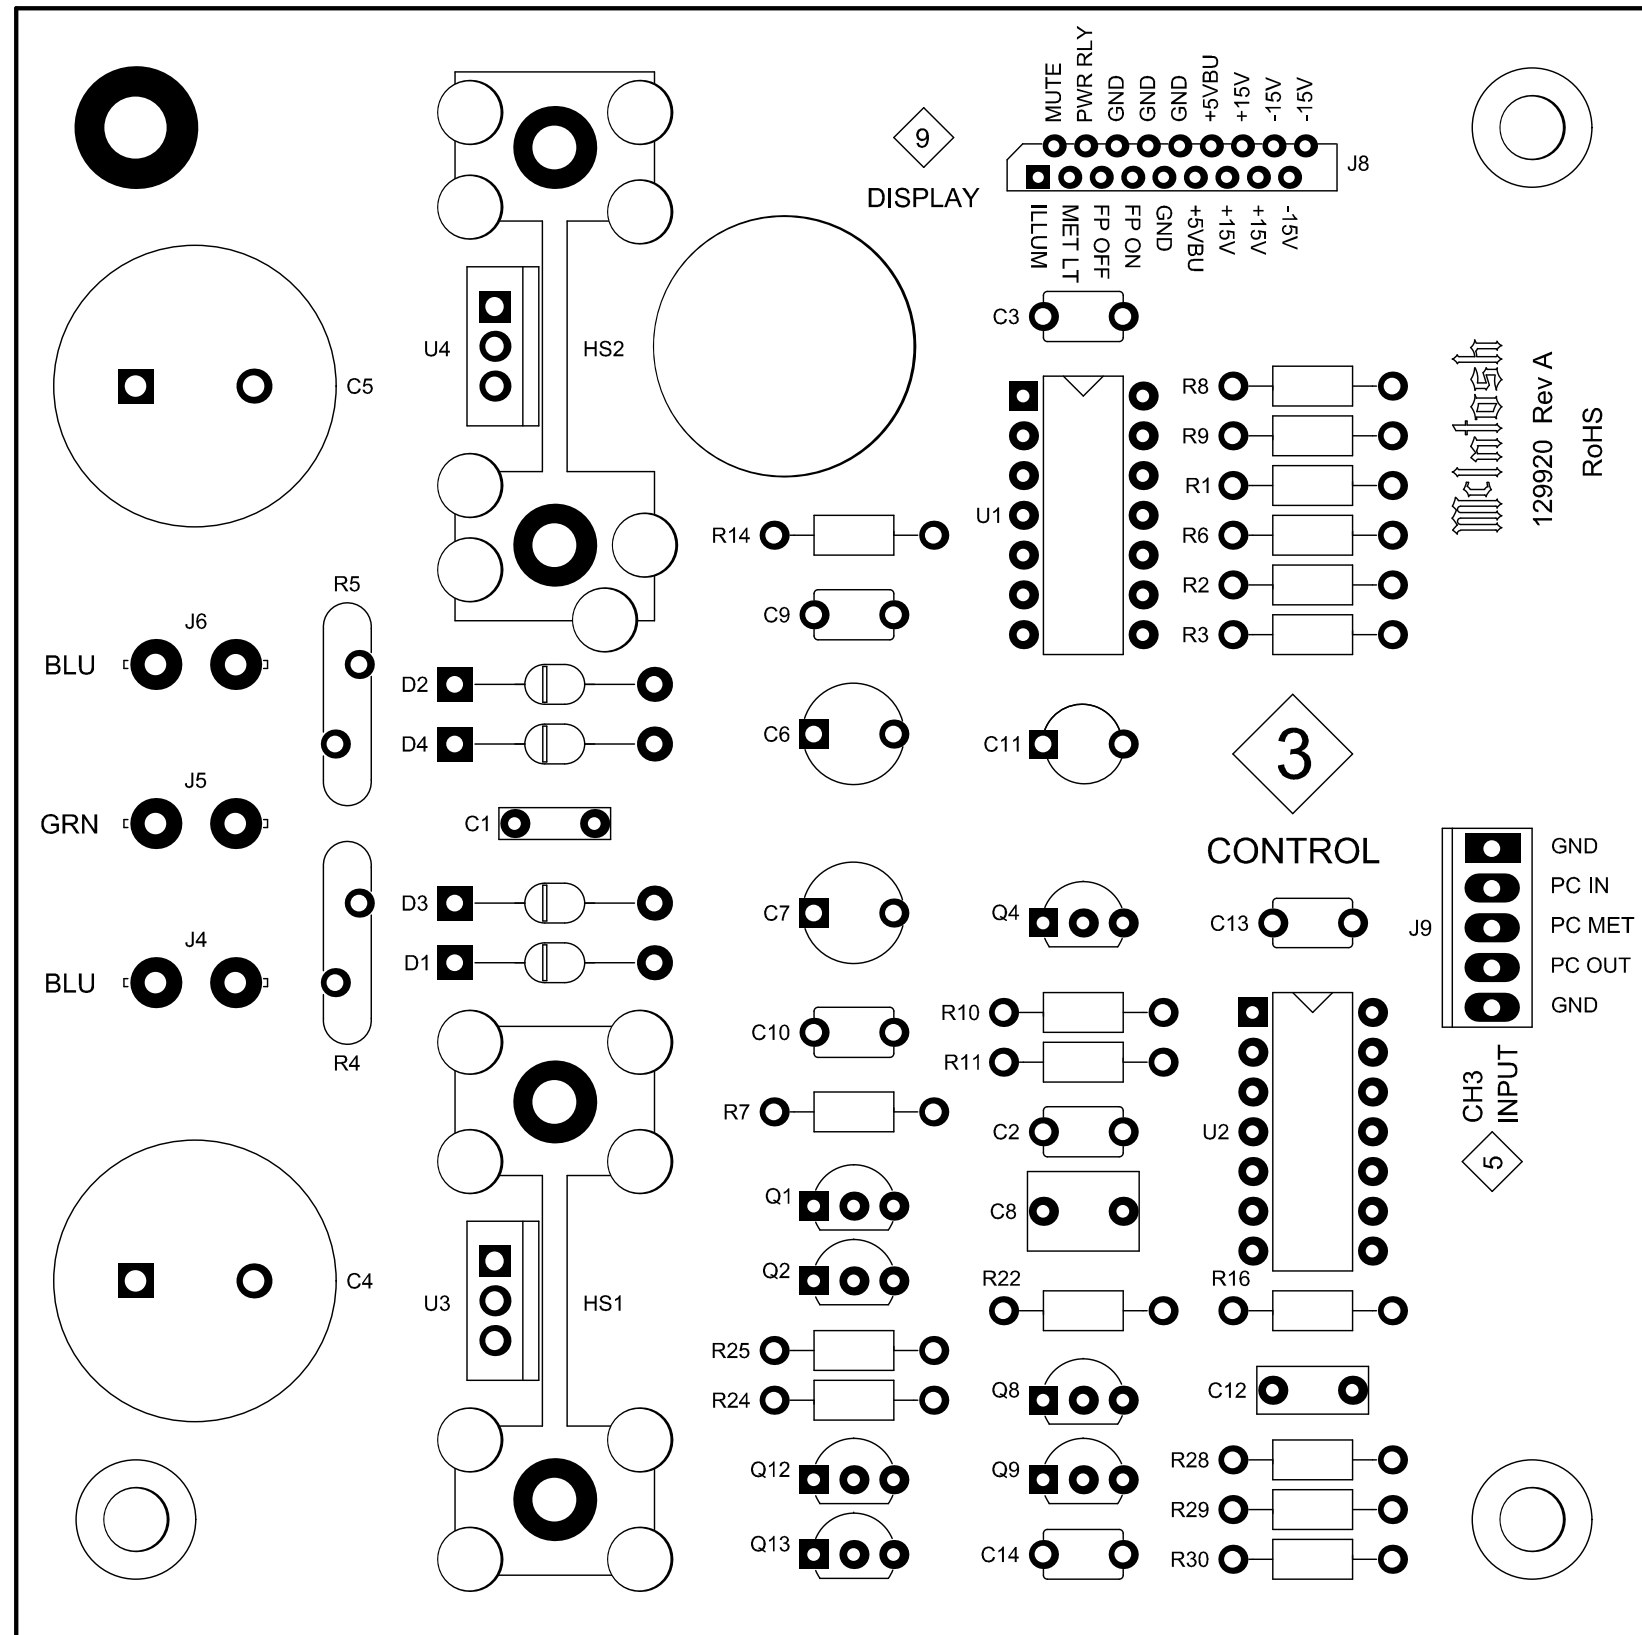 MUTE
PWR RLY
GND
GND
GND
+5VBU
+15V
-15V
-15V
9
DISPLAY
J8
ILLUM
MET LT
FP OFF
FP ON
GND
+5VBU
+15V
+15V
-15V
C3
U4
HS2
C5
R8
R9
R1
U1
R6
R2
R3
McIntosh
129920 Rev A
RoHS
R14
C9
R5
J6
BLU
D2
D4
C6
C11
3
J5
GRN
C1
CONTROL
GND
PC IN
PC MET
PC OUT
GND
J9
D3
C7
Q4
C13
J4
BLU
D1
R4
C10
R10
R11
R7
C2
U2
CH3
INPUT
5
Q1
C8
Q2
R22
R16
C4
U3
HS1
R25
R24
Q8
C12
Q12
Q9
R28
R29
Q13
C14
R30